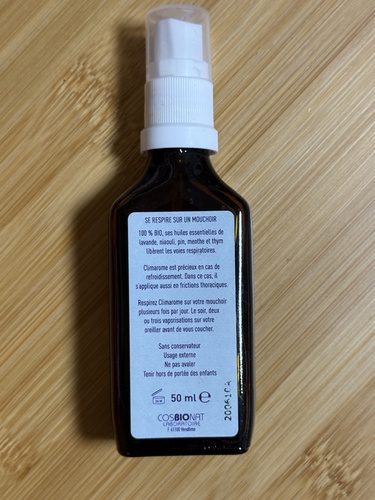 SE RESPIRE SUR UN MOUCHOIR
100 % BIO, ses huiles essentielles de
lavande, niaouli, pin, menthe et thym
libèrent les voies respiratoires.
Climarome est précieux en cas de
refroidissement. Dans ce cas, il
s'applique aussi en frictions thoraciques.
Respirez Climarome sur votre mouchoir
plusieurs fois par jour. Le soir, deux
ou trois vaporisations sur votre
oreiller avant de vous coucher.
Sans conservateur
Usage externe
Ne pas avaler
Tenir hors de portée des enfants
50 ml ℮
COSBIONAT
LABORATOIRE
F 41100 Vendôme
200610A